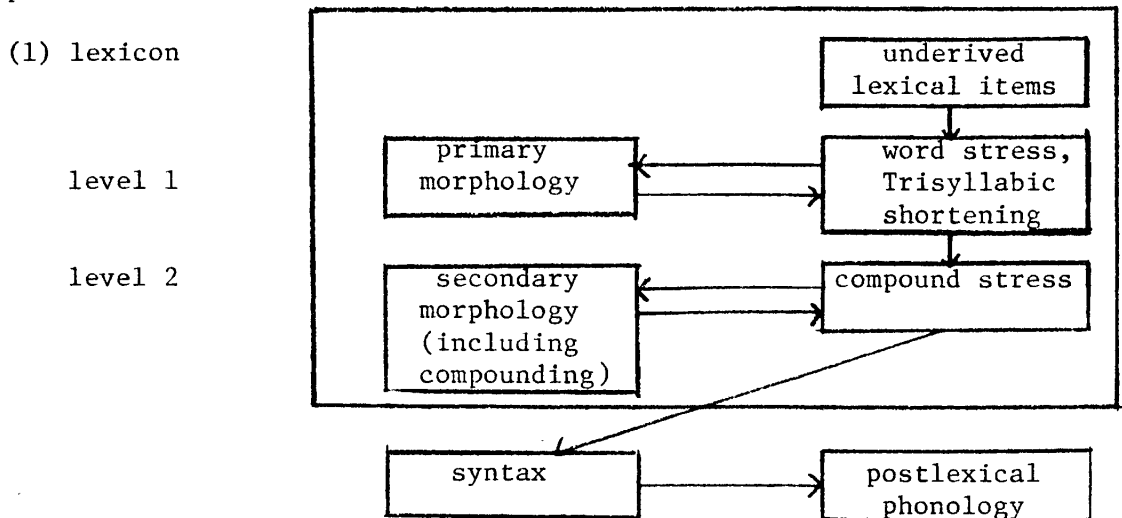 (1) lexicon
underived
lexical items
level 1
primary
morphology
word stress,
Trisyllabic
shortening
level 2
secondary
morphology
(including
compounding)
compound stress
syntax
postlexical
phonology